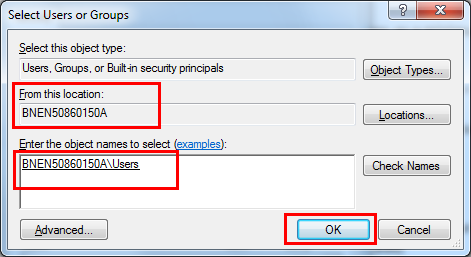 Select Users or Groups
Select this object type:
Users, Groups, or Built-in security principals
Object Types...
From this location:
BNEN50860150A
Locations...
Enter the object names to select (examples):
BNEN50860150A\Users
Check Names
Advanced...
OK
Cancel